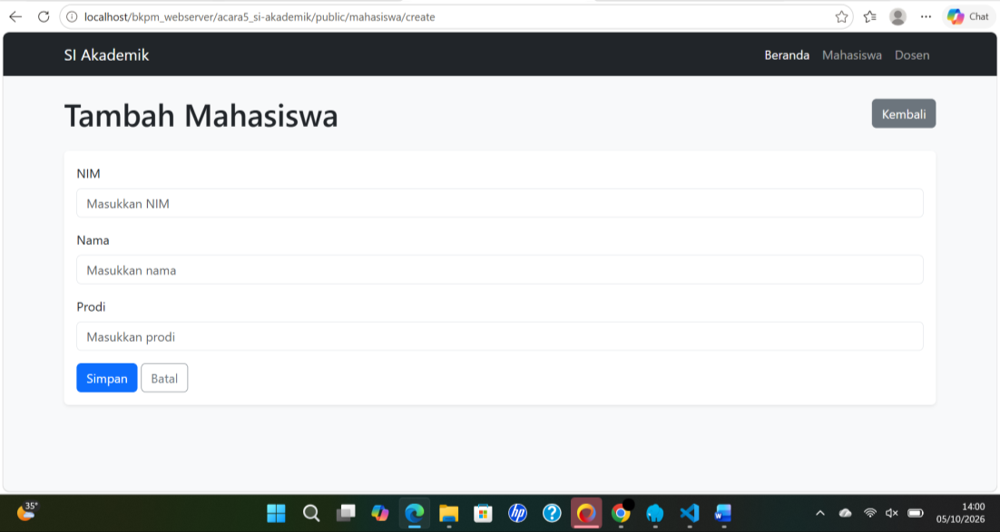 localhost/bkpm_webserver/acara5_si-akademik/public/mahasiswa/create
Chat
SI Akademik
Beranda Mahasiswa Dosen
Tambah Mahasiswa
Kembali
NIM
Masukkan NIM
Nama
Masukkan nama
Prodi
Masukkan prodi
Simpan Batal
35°
14:00
05/10/2026